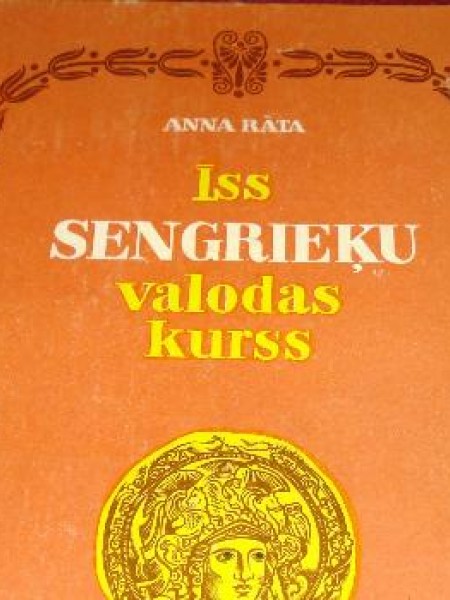 ANNA RĀTA
Īss
SENGRIEĶU
valodas
kurss